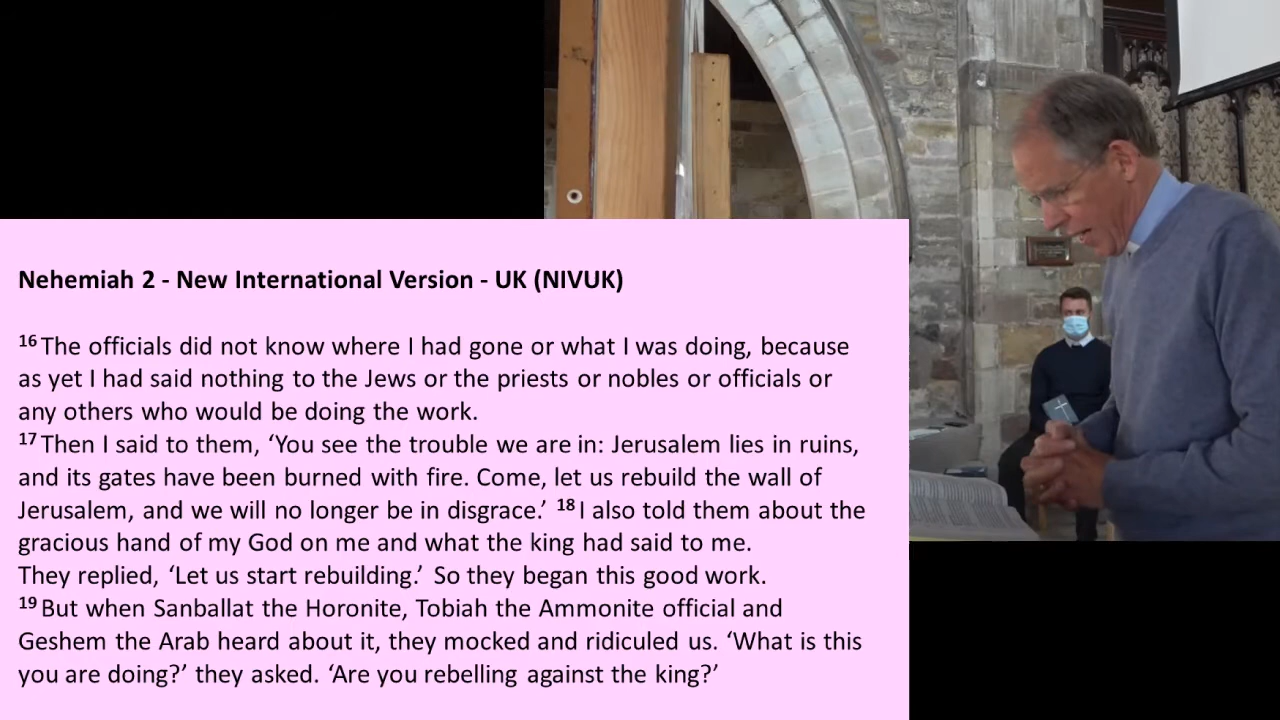 Nehemiah 2 - New International Version - UK (NIVUK)
16 The officials did not know where I had gone or what I was doing, because
as yet I had said nothing to the Jews or the priests or nobles or officials or
any others who would be doing the work.
17 Then I said to them, ‘You see the trouble we are in: Jerusalem lies in ruins,
and its gates have been burned with fire. Come, let us rebuild the wall of
Jerusalem, and we will no longer be in disgrace.’ 18 I also told them about the
gracious hand of my God on me and what the king had said to me.
They replied, ‘Let us start rebuilding.’ So they began this good work.
19 But when Sanballat the Horonite, Tobiah the Ammonite official and
Geshem the Arab heard about it, they mocked and ridiculed us. ‘What is this
you are doing?’ they asked. ‘Are you rebelling against the king?’